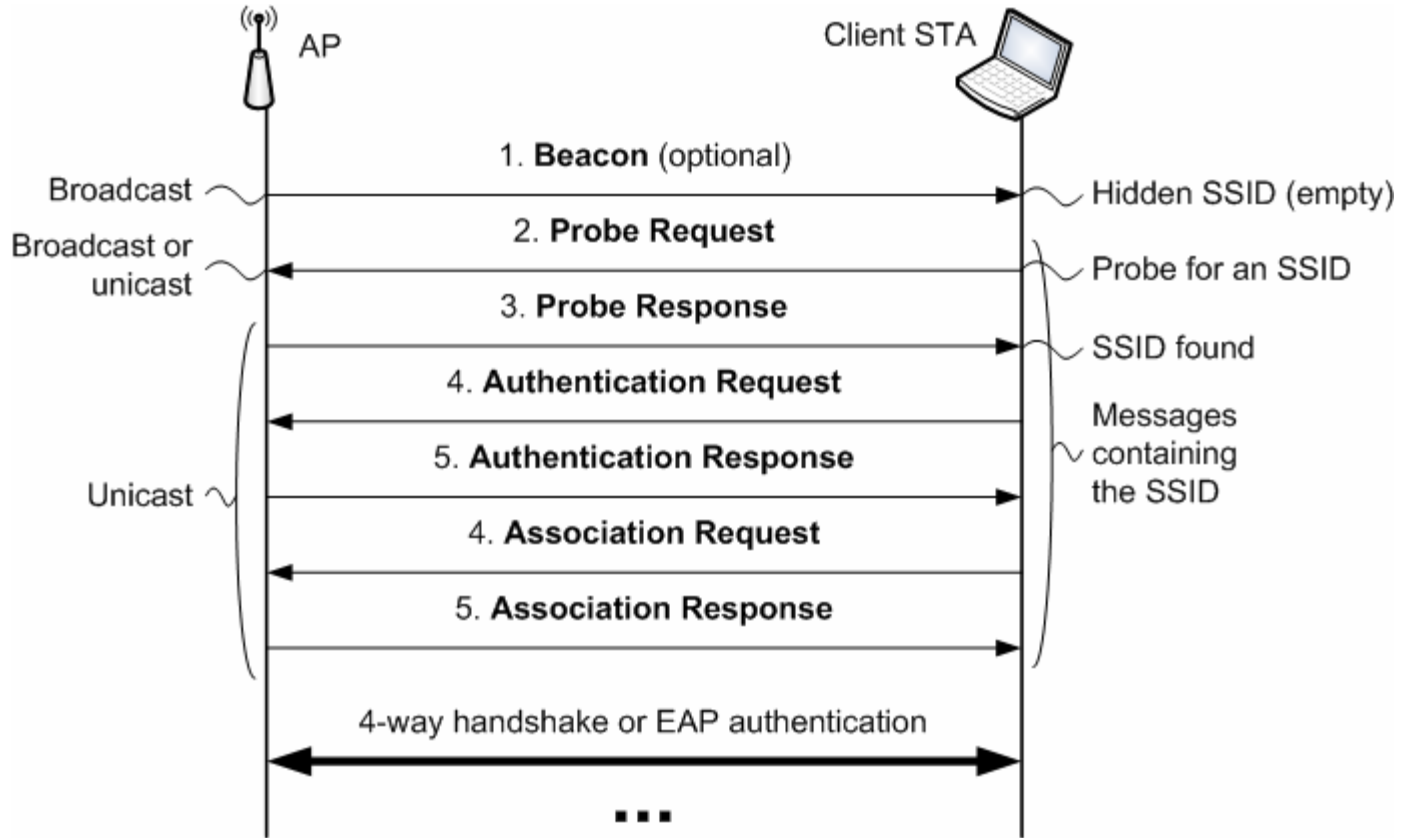 AP
Client STA
1. Beacon (optional)
Broadcast
Hidden SSID (empty)
2. Probe Request
Broadcast or
unicast
Probe for an SSID
3. Probe Response
SSID found
4. Authentication Request
Messages
containing
the SSID
5. Authentication Response
Unicast
4. Association Request
5. Association Response
4-way handshake or EAP authentication
...